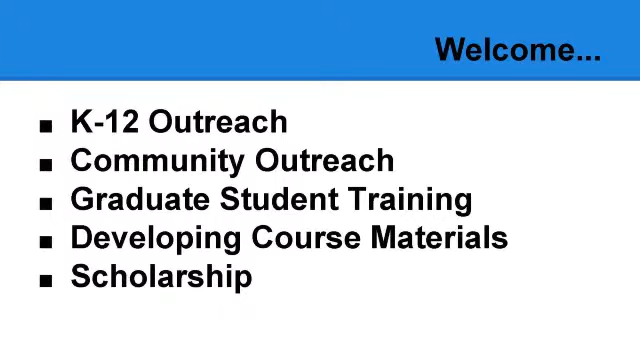 Welcome...
■ K-12 Outreach
■ Community Outreach
■ Graduate Student Training
■ Developing Course Materials
■ Scholarship